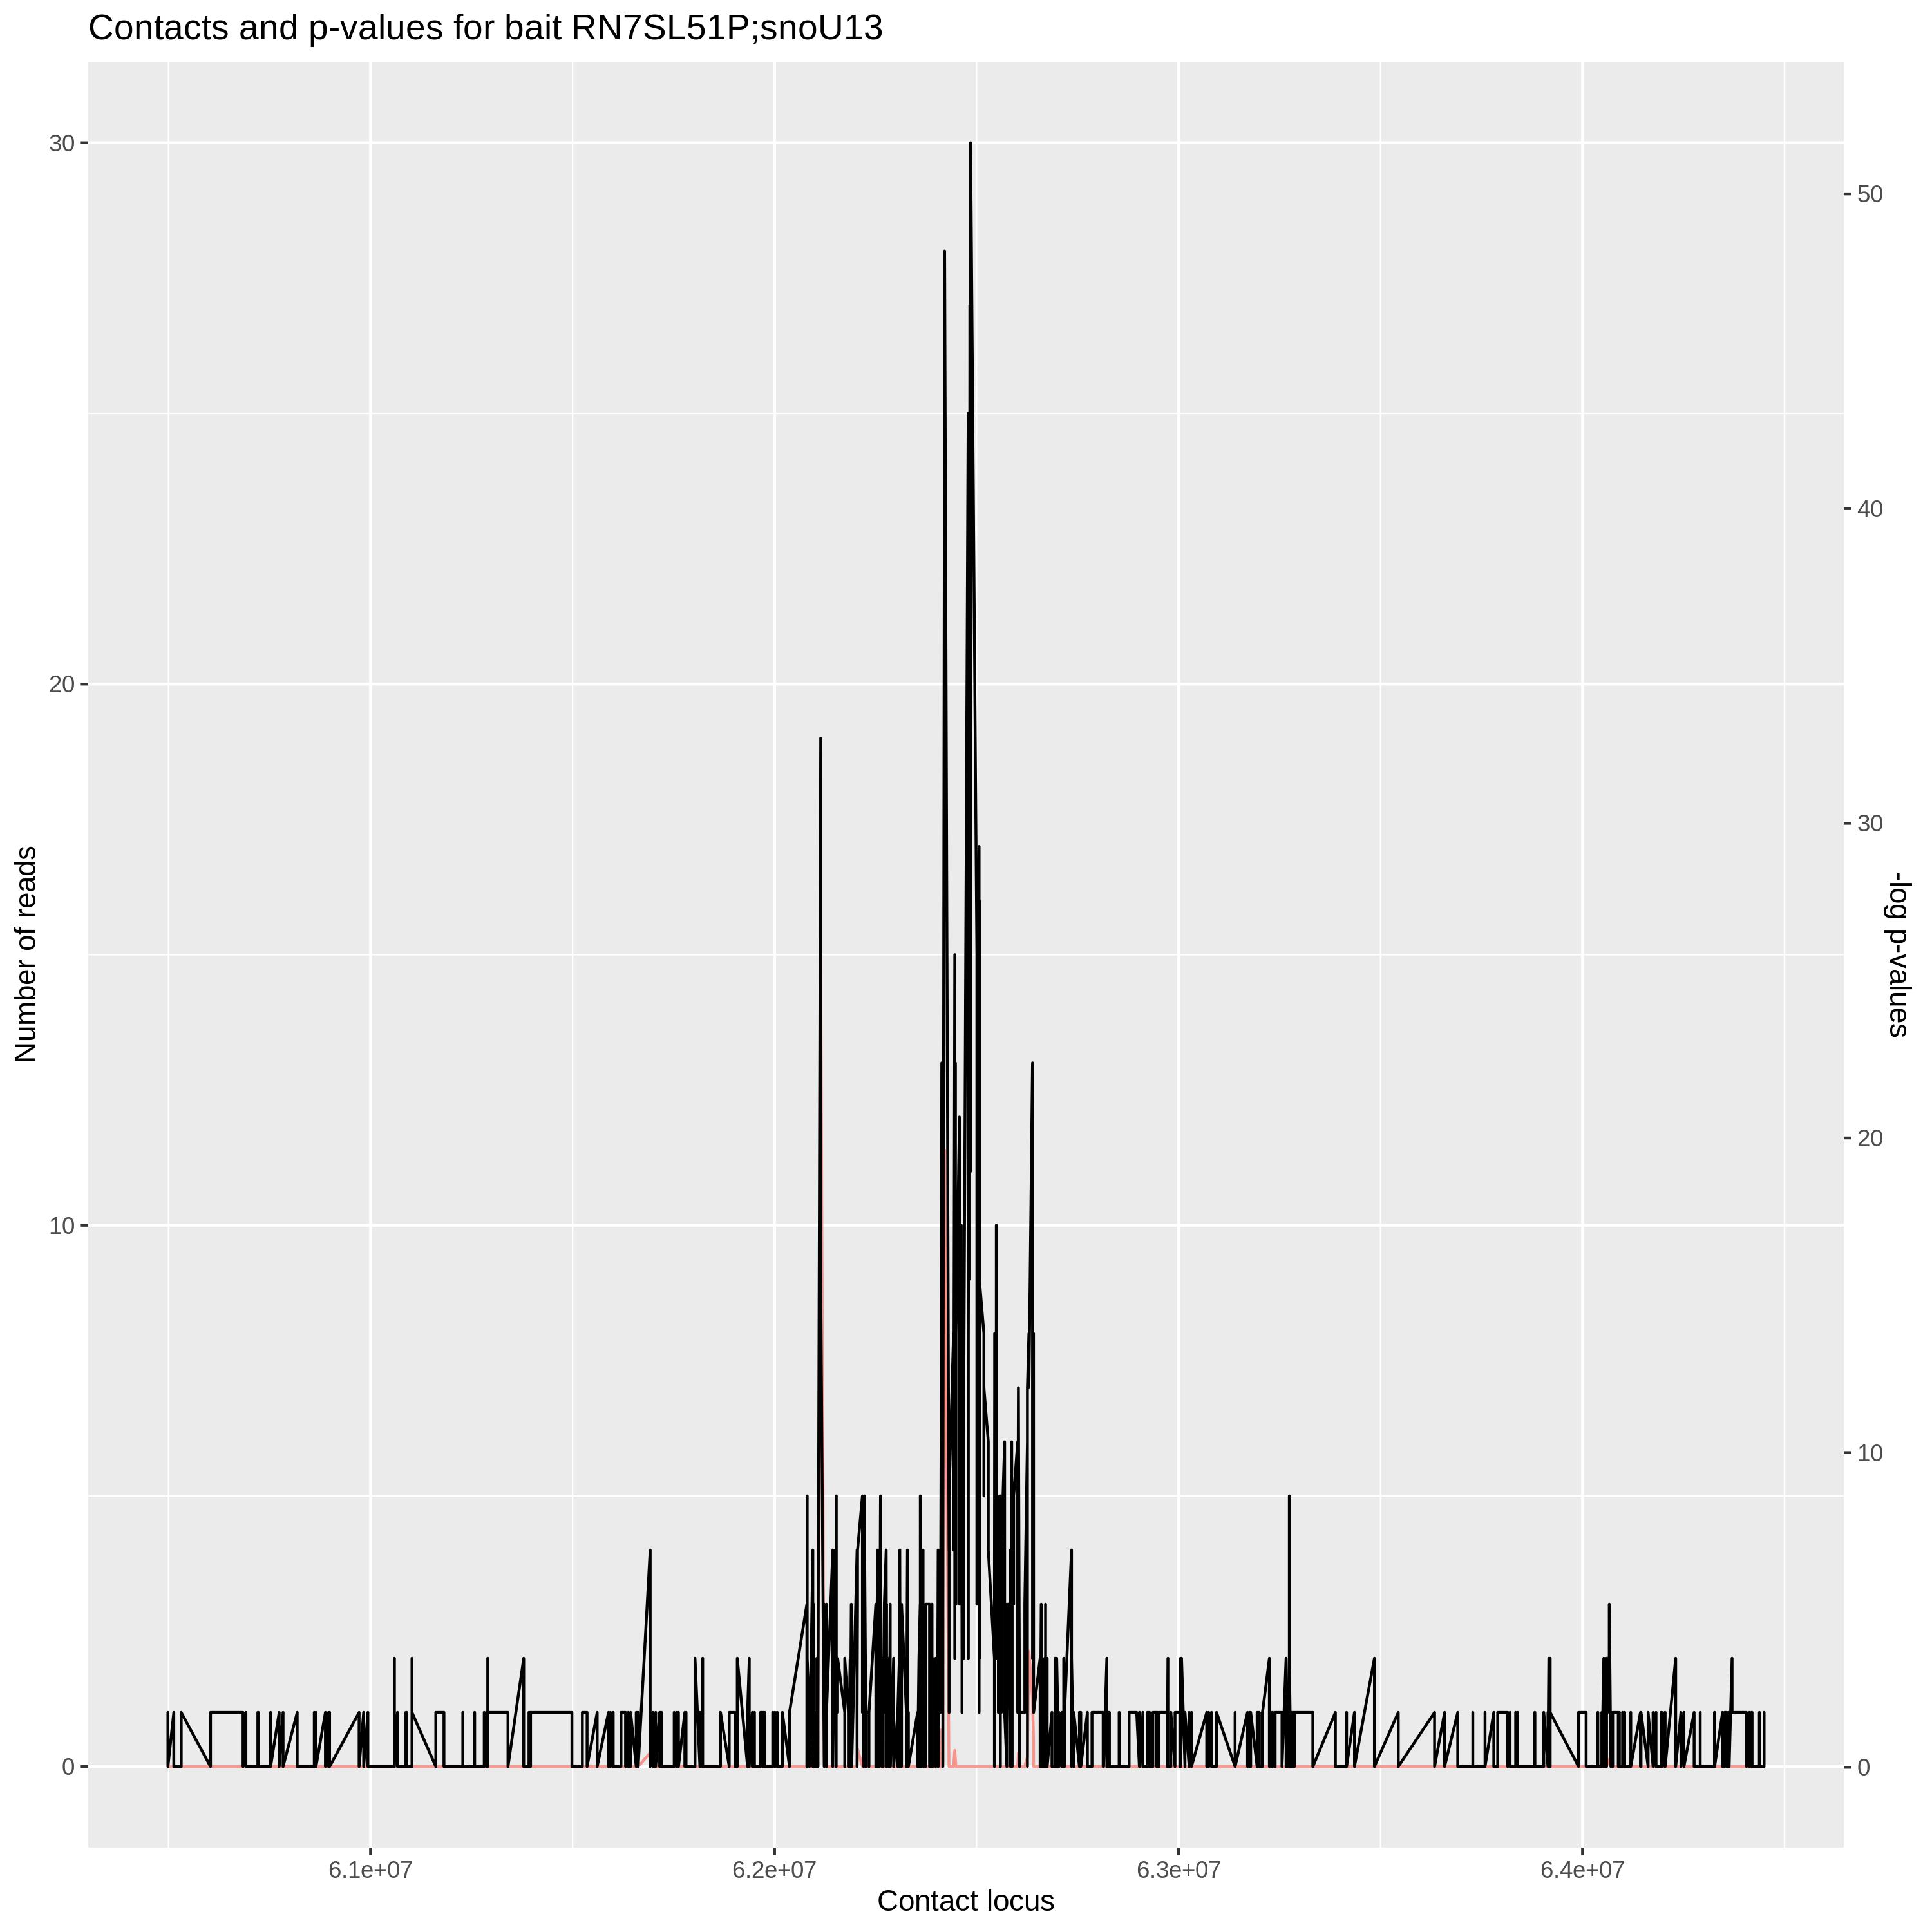 Contacts and p-values for bait RN7SL51P;snoU13
30
20
10
0
Number of reads
50
40
30
20
10
0
-log p-values
6.1e+07 6.2e+07 6.3e+07 6.4e+07
Contact locus